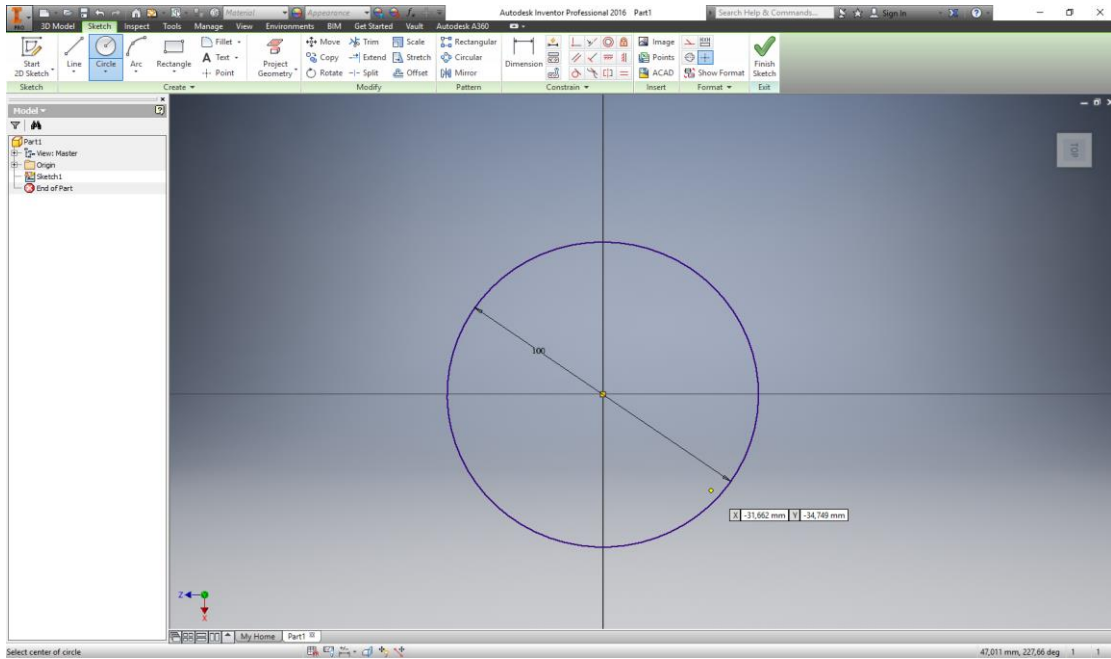 Material Appearance Autodesk Inventor Professional 2016 Part1 Search Help & Commands... Sign In
PRO 3D Model Sketch Inspect Tools Manage View Environments BIM Get Started Vault Autodesk A360
Start 2D Sketch Line Circle Arc Rectangle
Fillet
Text
Point
Project Geometry
Move Trim Scale
Copy Extend Stretch
Rotate Split Offset
Rectangular
Circular
Mirror
Dimension
Image
Points
ACAD
Show Format
Finish Sketch
Sketch Create Modify Pattern Constrain Insert Format Exit
Model
Part1
View: Master
Origin
Sketch1
End of Part
TOP
100
X -31,662 mm Y -34,749 mm
Z
X
My Home Part1
Select center of circle 47,011 mm, 227,66 deg 1 1